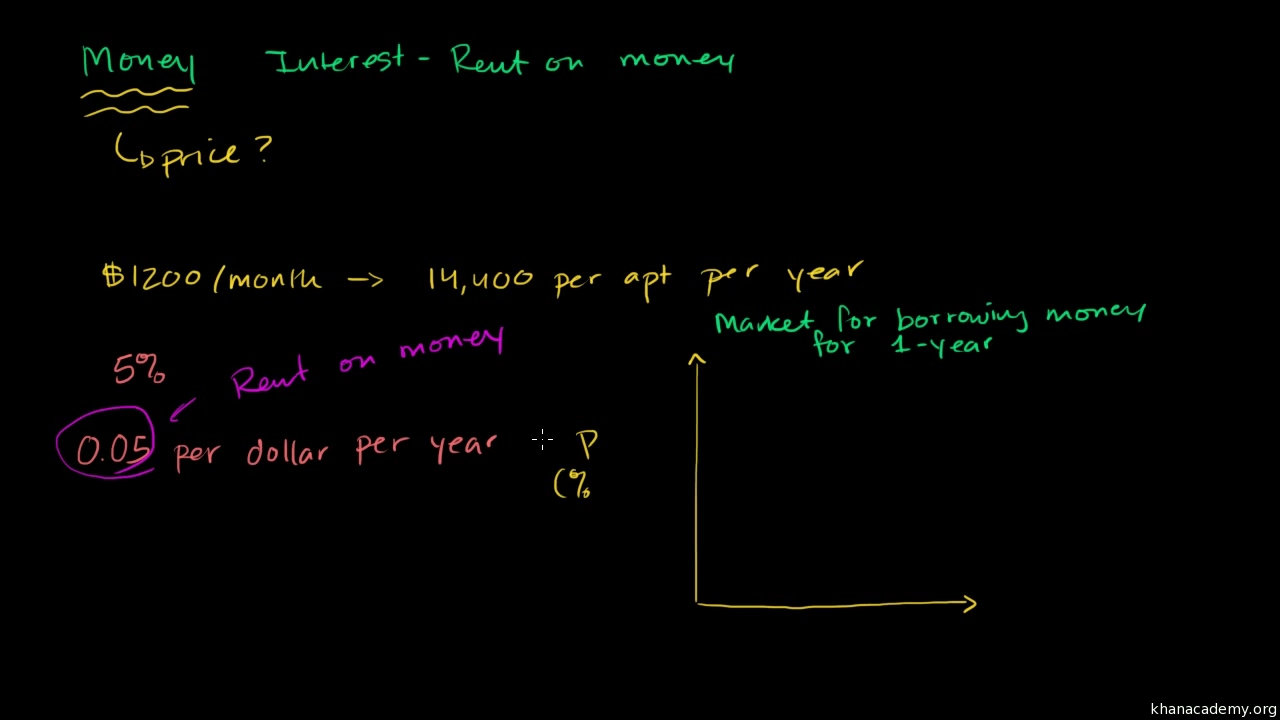 Money Interest - Rent on money
price?
$1200/month -> 14,400 per apt per year
Market for borrowing money
for 1-year
5% Rent on money
0.05 per dollar per year
P
(%
khanacademy.org